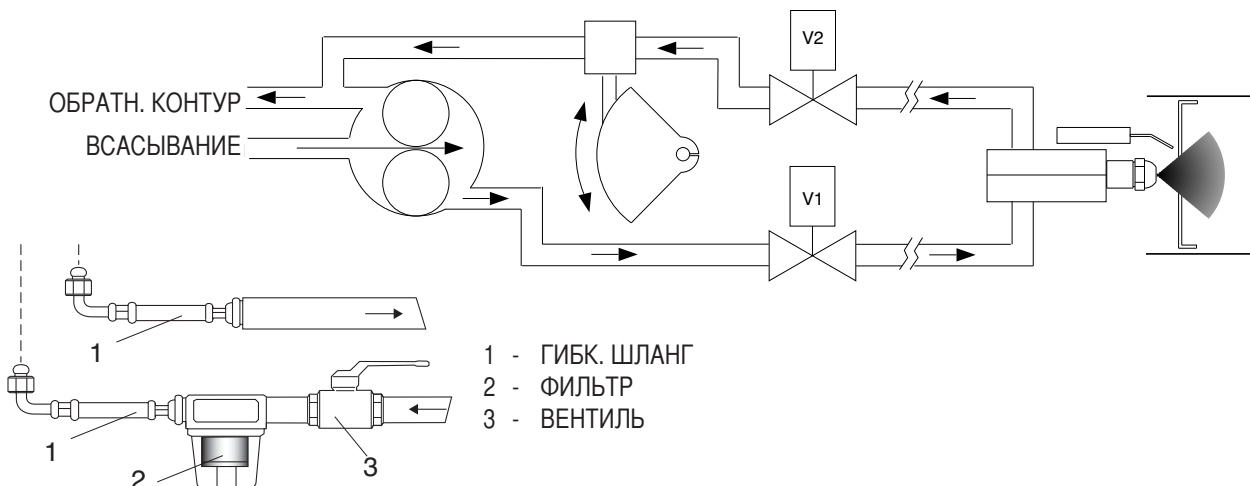 V2
ОБРАТН. КОНТУР
ВСАСЫВАНИЕ
V1
1
1 - ГИБК. ШЛАНГ
2 - ФИЛЬТР
3 - ВЕНТИЛЬ
1
3
2